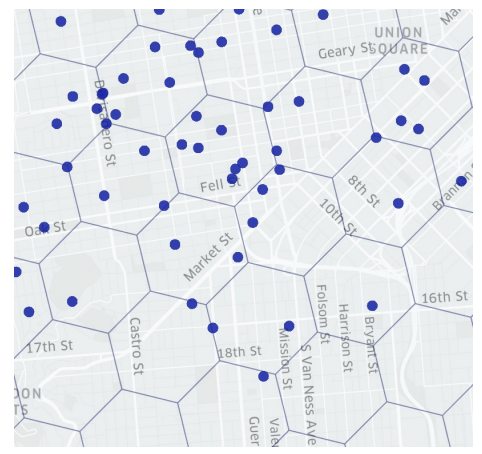 Geary St
UNION
SQUARE
Divisadero St
Fell St
8th St
10th St
Oak St
Market St
16th St
17th St
Castro St
18th St
Mission St
S Van Ness Ave
Folsom St
Harrison St
Bryant St